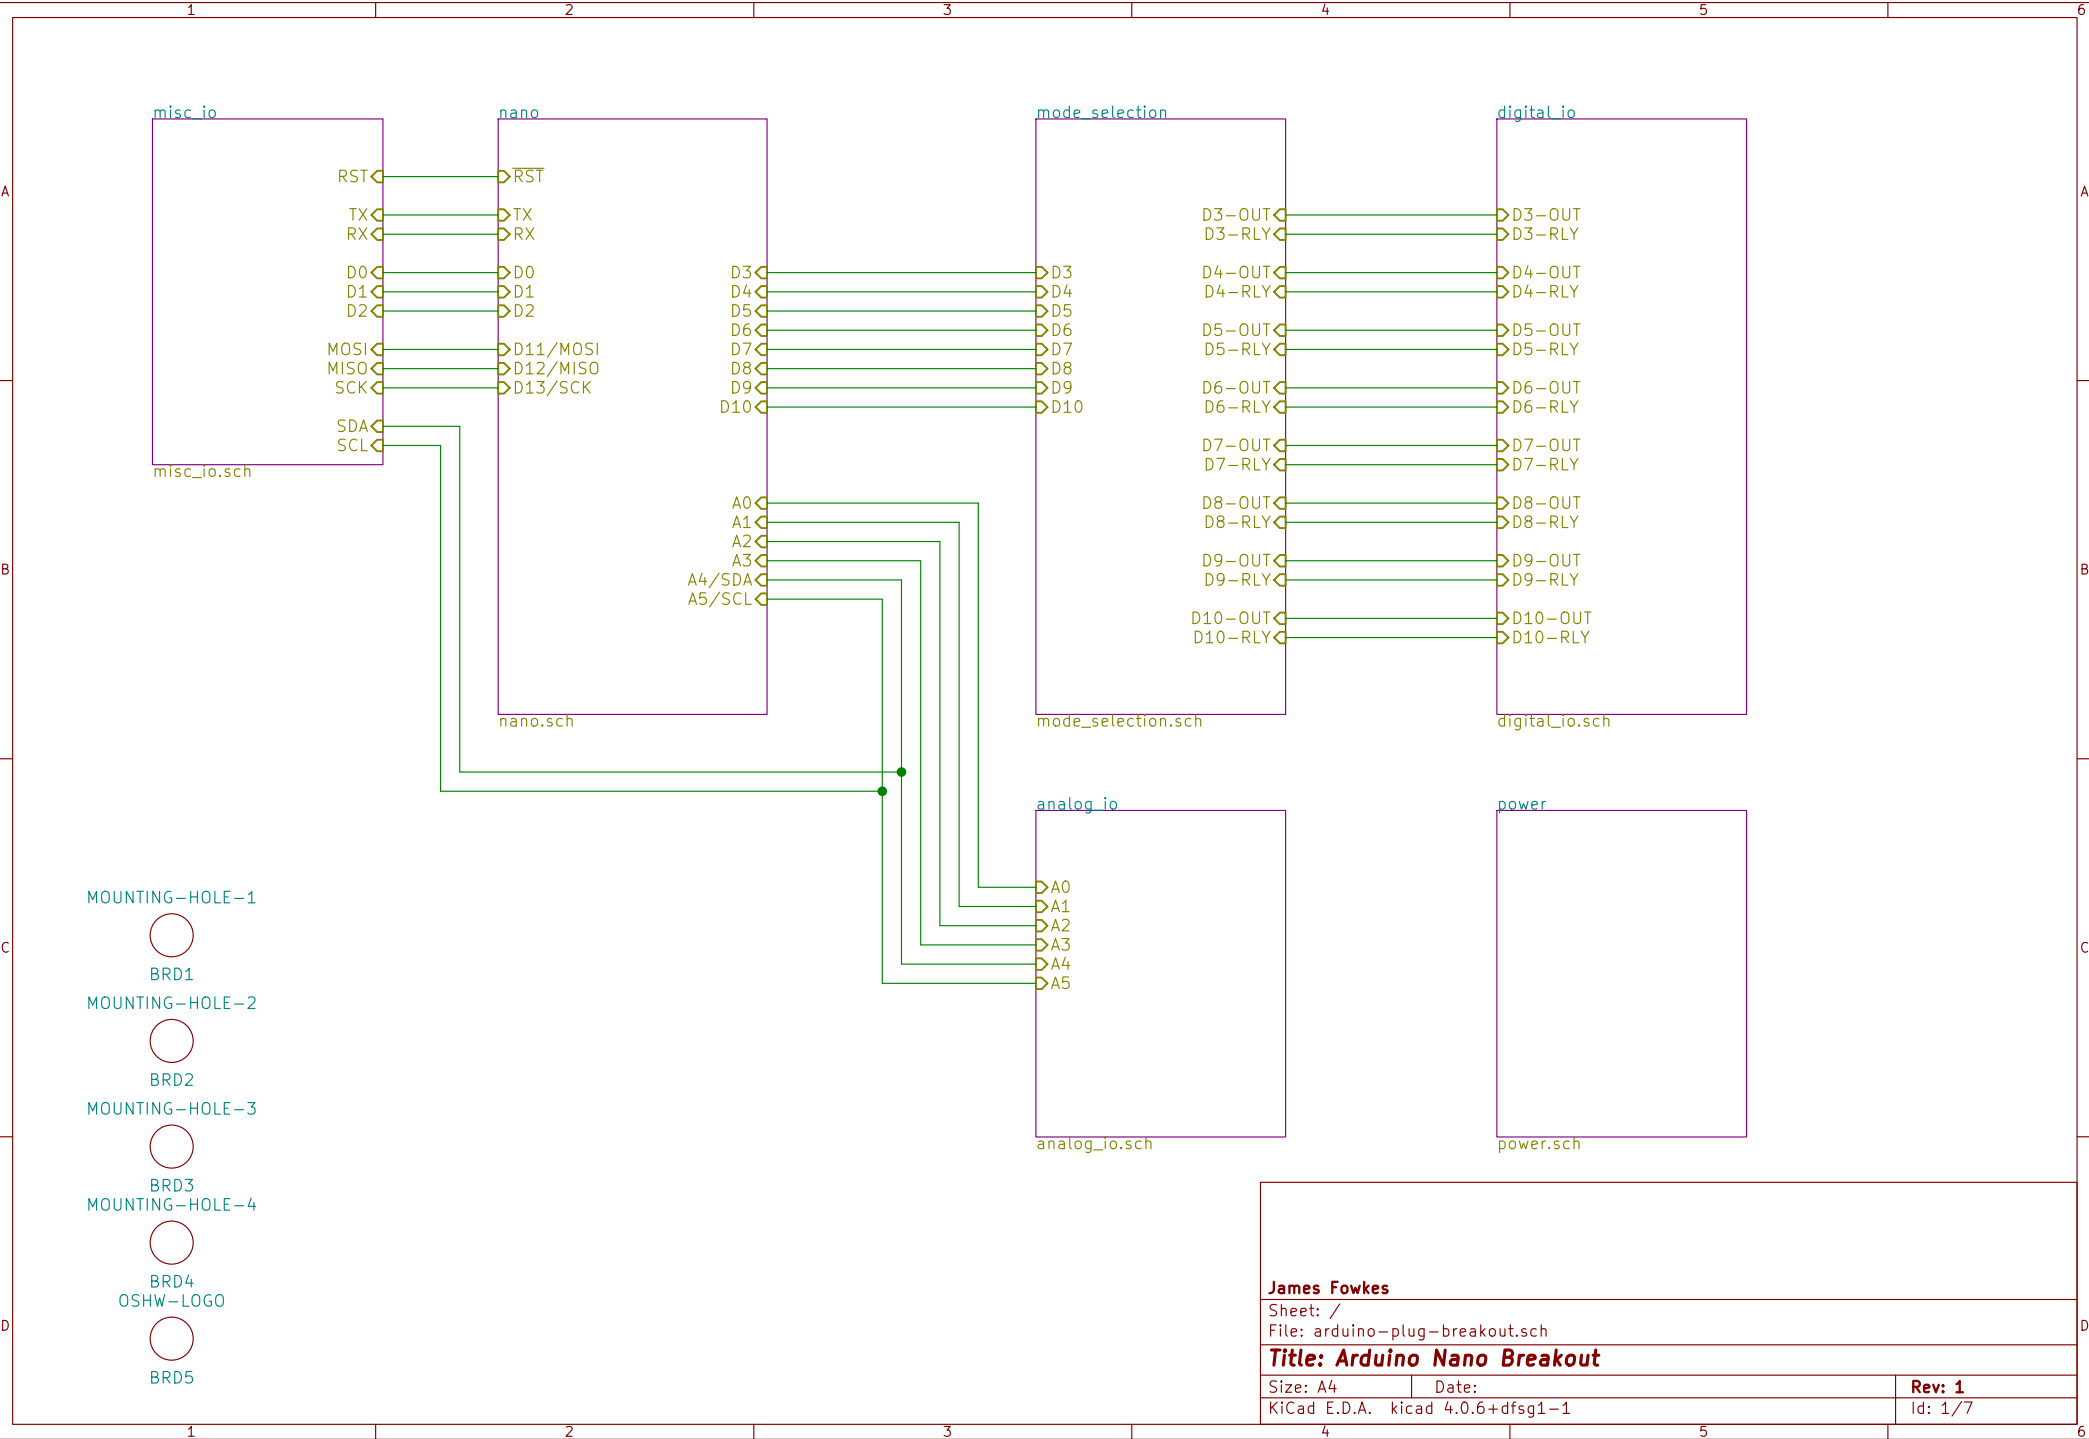 1 2 3 4 5 6
A
B
C
D
A
B
C
D
misc_io
RST
TX
RX
D0
D1
D2
MOSI
MISO
SCK
SDA
SCL
misc_io.sch
nano
RST
TX
RX
D0
D1
D2
D11/MOSI
D12/MISO
D13/SCK
D3
D4
D5
D6
D7
D8
D9
D10
A0
A1
A2
A3
A4/SDA
A5/SCL
nano.sch
mode_selection
D3
D4
D5
D6
D7
D8
D9
D10
D3-OUT
D3-RLY
D4-OUT
D4-RLY
D5-OUT
D5-RLY
D6-OUT
D6-RLY
D7-OUT
D7-RLY
D8-OUT
D8-RLY
D9-OUT
D9-RLY
D10-OUT
D10-RLY
mode_selection.sch
digital_io
D3-OUT
D3-RLY
D4-OUT
D4-RLY
D5-OUT
D5-RLY
D6-OUT
D6-RLY
D7-OUT
D7-RLY
D8-OUT
D8-RLY
D9-OUT
D9-RLY
D10-OUT
D10-RLY
digital_io.sch
analog_io
A0
A1
A2
A3
A4
A5
analog_io.sch
power
power.sch
MOUNTING-HOLE-1
BRD1
MOUNTING-HOLE-2
BRD2
MOUNTING-HOLE-3
BRD3
MOUNTING-HOLE-4
BRD4
OSHW-LOGO
BRD5
James Fowkes
Sheet: /
File: arduino-plug-breakout.sch
Title: Arduino Nano Breakout
Size: A4 Date: Rev: 1
KiCad E.D.A. kicad 4.0.6+dfsg1-1 Id: 1/7
1 2 3 4 5 6